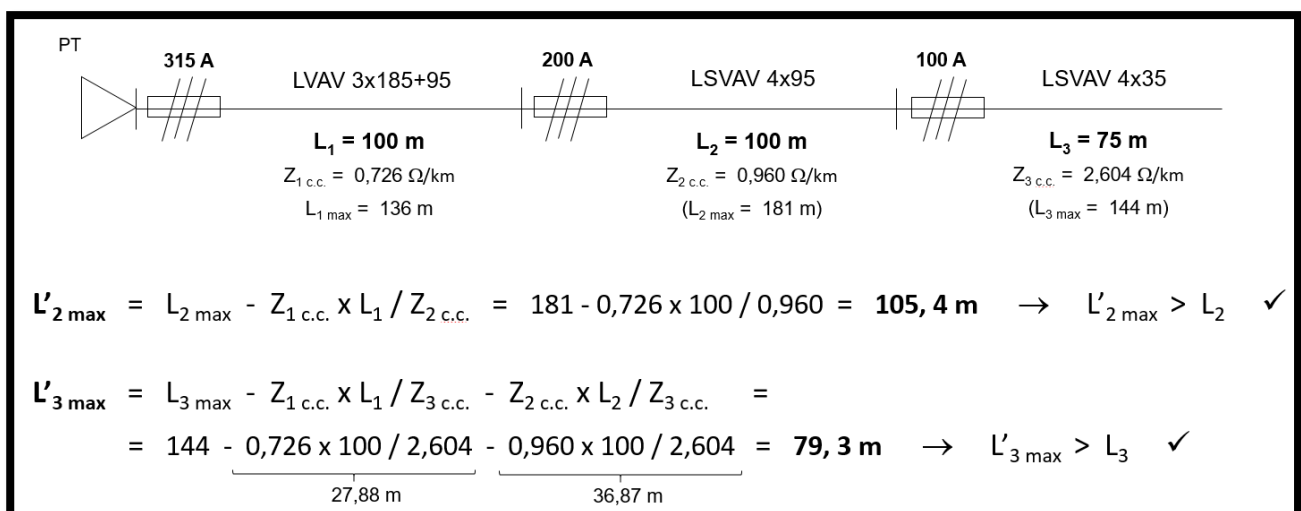 PT
315 A
200 A
100 A
LVAV 3x185+95
LSVAV 4x95
LSVAV 4x35
L1 = 100 m
L2 = 100 m
L3 = 75 m
Z1 c.c. = 0,726 Ω/km
Z2 c.c. = 0,960 Ω/km
Z3 c.c. = 2,604 Ω/km
L1 max = 136 m
(L2 max = 181 m)
(L3 max = 144 m)
L'2 max = L2 max - Z1 c.c. x L1 / Z2 c.c. = 181 - 0,726 x 100 / 0,960 = 105, 4 m → L'2 max > L2 ✓
L'3 max = L3 max - Z1 c.c. x L1 / Z3 c.c. - Z2 c.c. x L2 / Z3 c.c. =
= 144 - 0,726 x 100 / 2,604 - 0,960 x 100 / 2,604 = 79, 3 m → L'3 max > L3 ✓
27,88 m
36,87 m